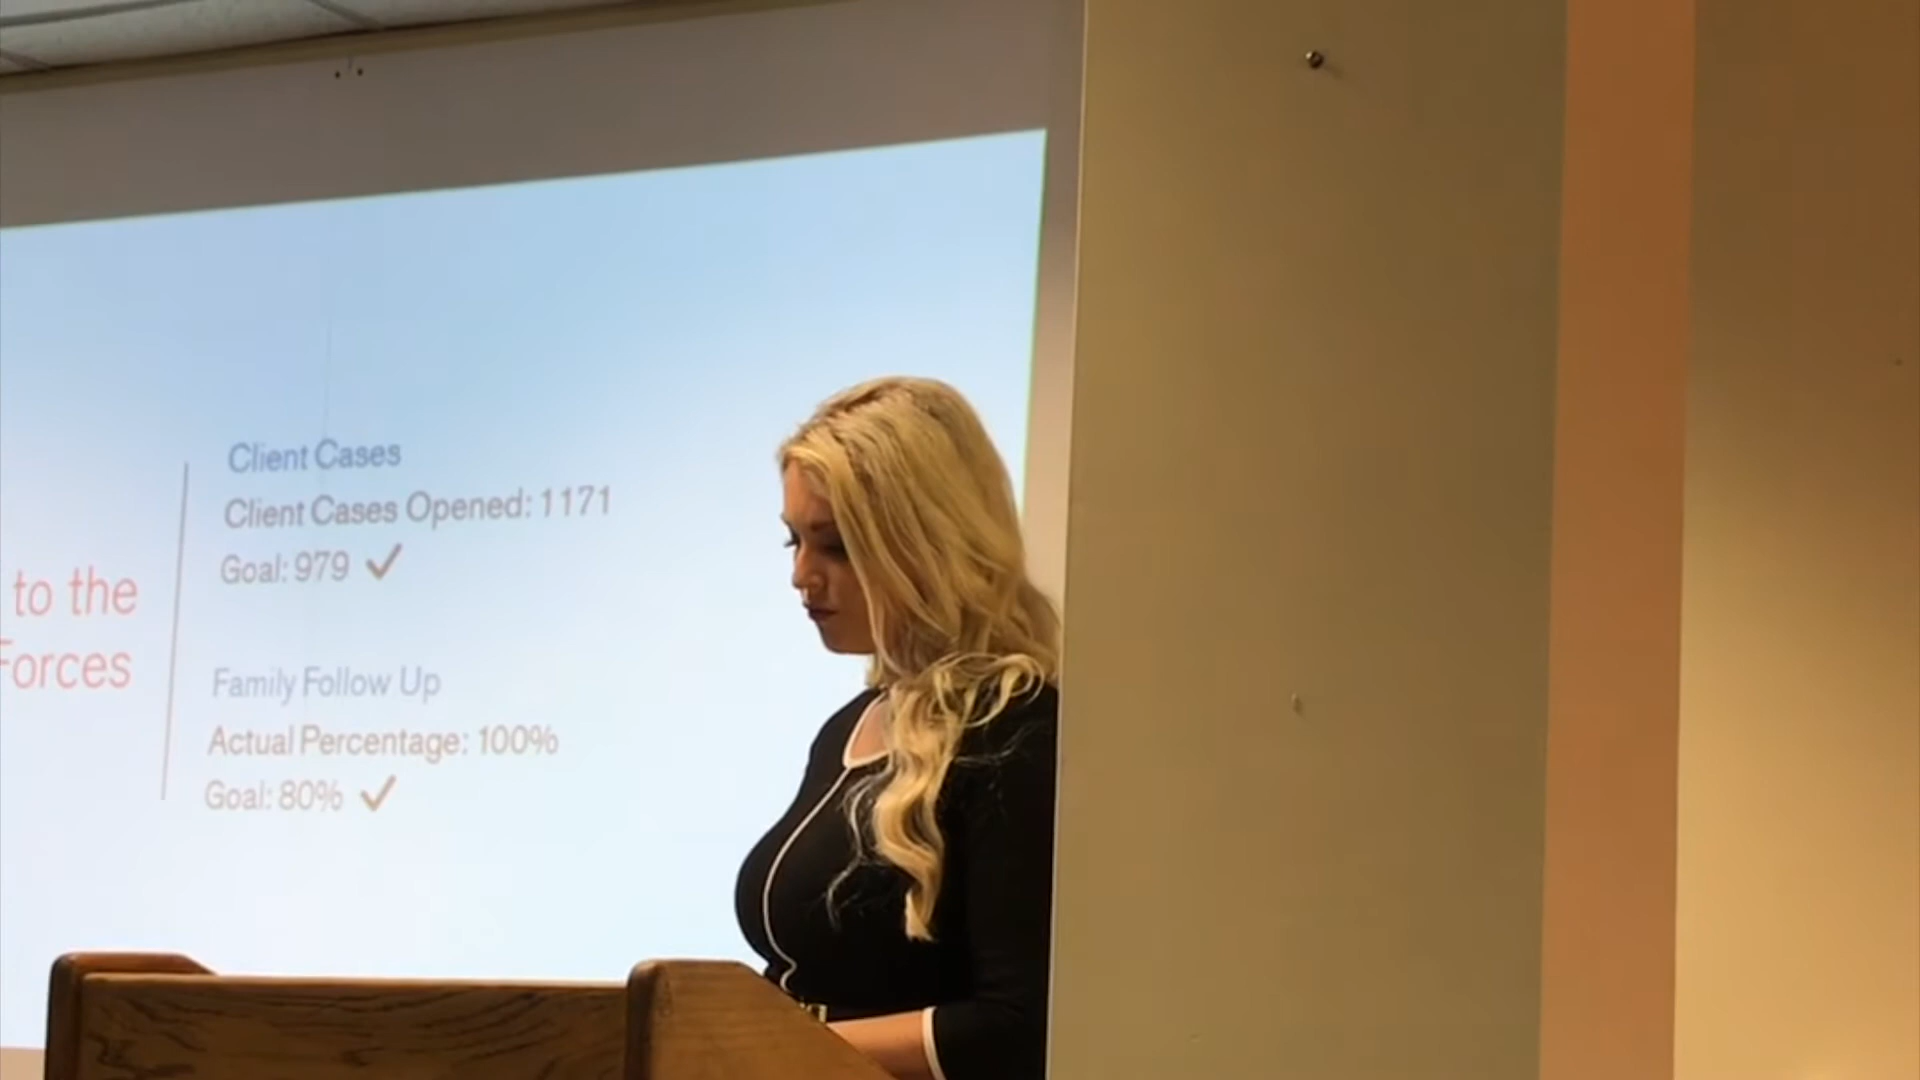 to the
Forces
Client Cases
Client Cases Opened: 1171
Goal: 979 ✓
Family Follow Up
Actual Percentage: 100%
Goal: 80% ✓